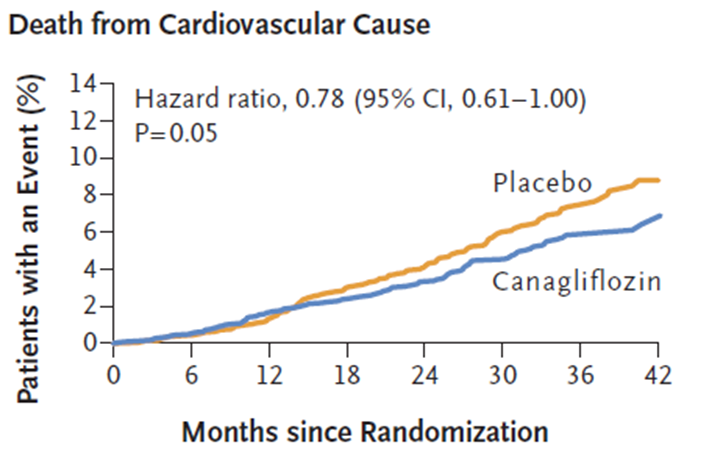 Death from Cardiovascular Cause
Patients with an Event (%)
14
12
10
8
6
4
2
0
Hazard ratio, 0.78 (95% CI, 0.61–1.00)
P=0.05
Placebo
Canagliflozin
0 6 12 18 24 30 36 42
Months since Randomization